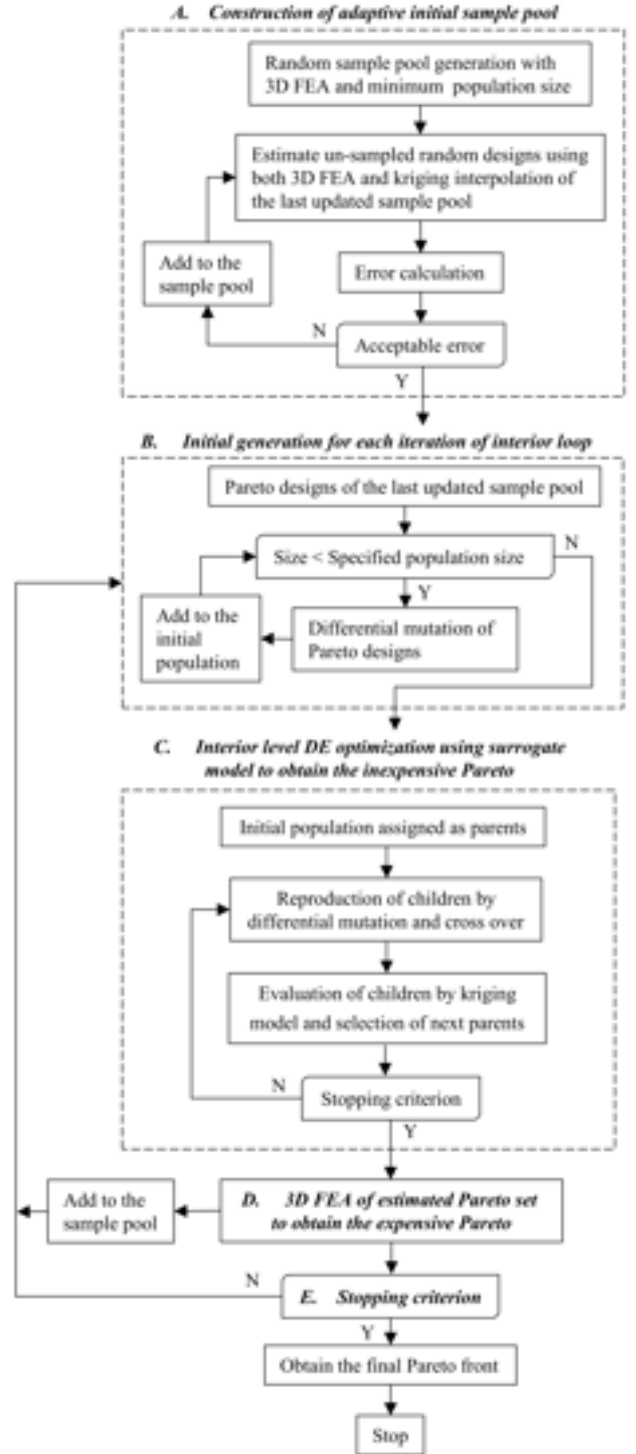 A. Construction of adaptive initial sample pool
Random sample pool generation with
3D FEA and minimum population size
Estimate un-sampled random designs using
both 3D FEA and kriging interpolation of
the last updated sample pool
Add to the
sample pool
Error calculation
N
Acceptable error
Y
B. Initial generation for each iteration of interior loop
Pareto designs of the last updated sample pool
Size < Specified population size
N
Y
Add to the
initial
population
Differential mutation of
Pareto designs
C. Interior level DE optimization using surrogate
model to obtain the inexpensive Pareto
Initial population assigned as parents
Reproduction of children by
differential mutation and cross over
Evaluation of children by kriging
model and selection of next parents
N
Stopping criterion
Y
Add to the
sample pool
D. 3D FEA of estimated Pareto set
to obtain the expensive Pareto
N
E. Stopping criterion
Y
Obtain the final Pareto front
Stop